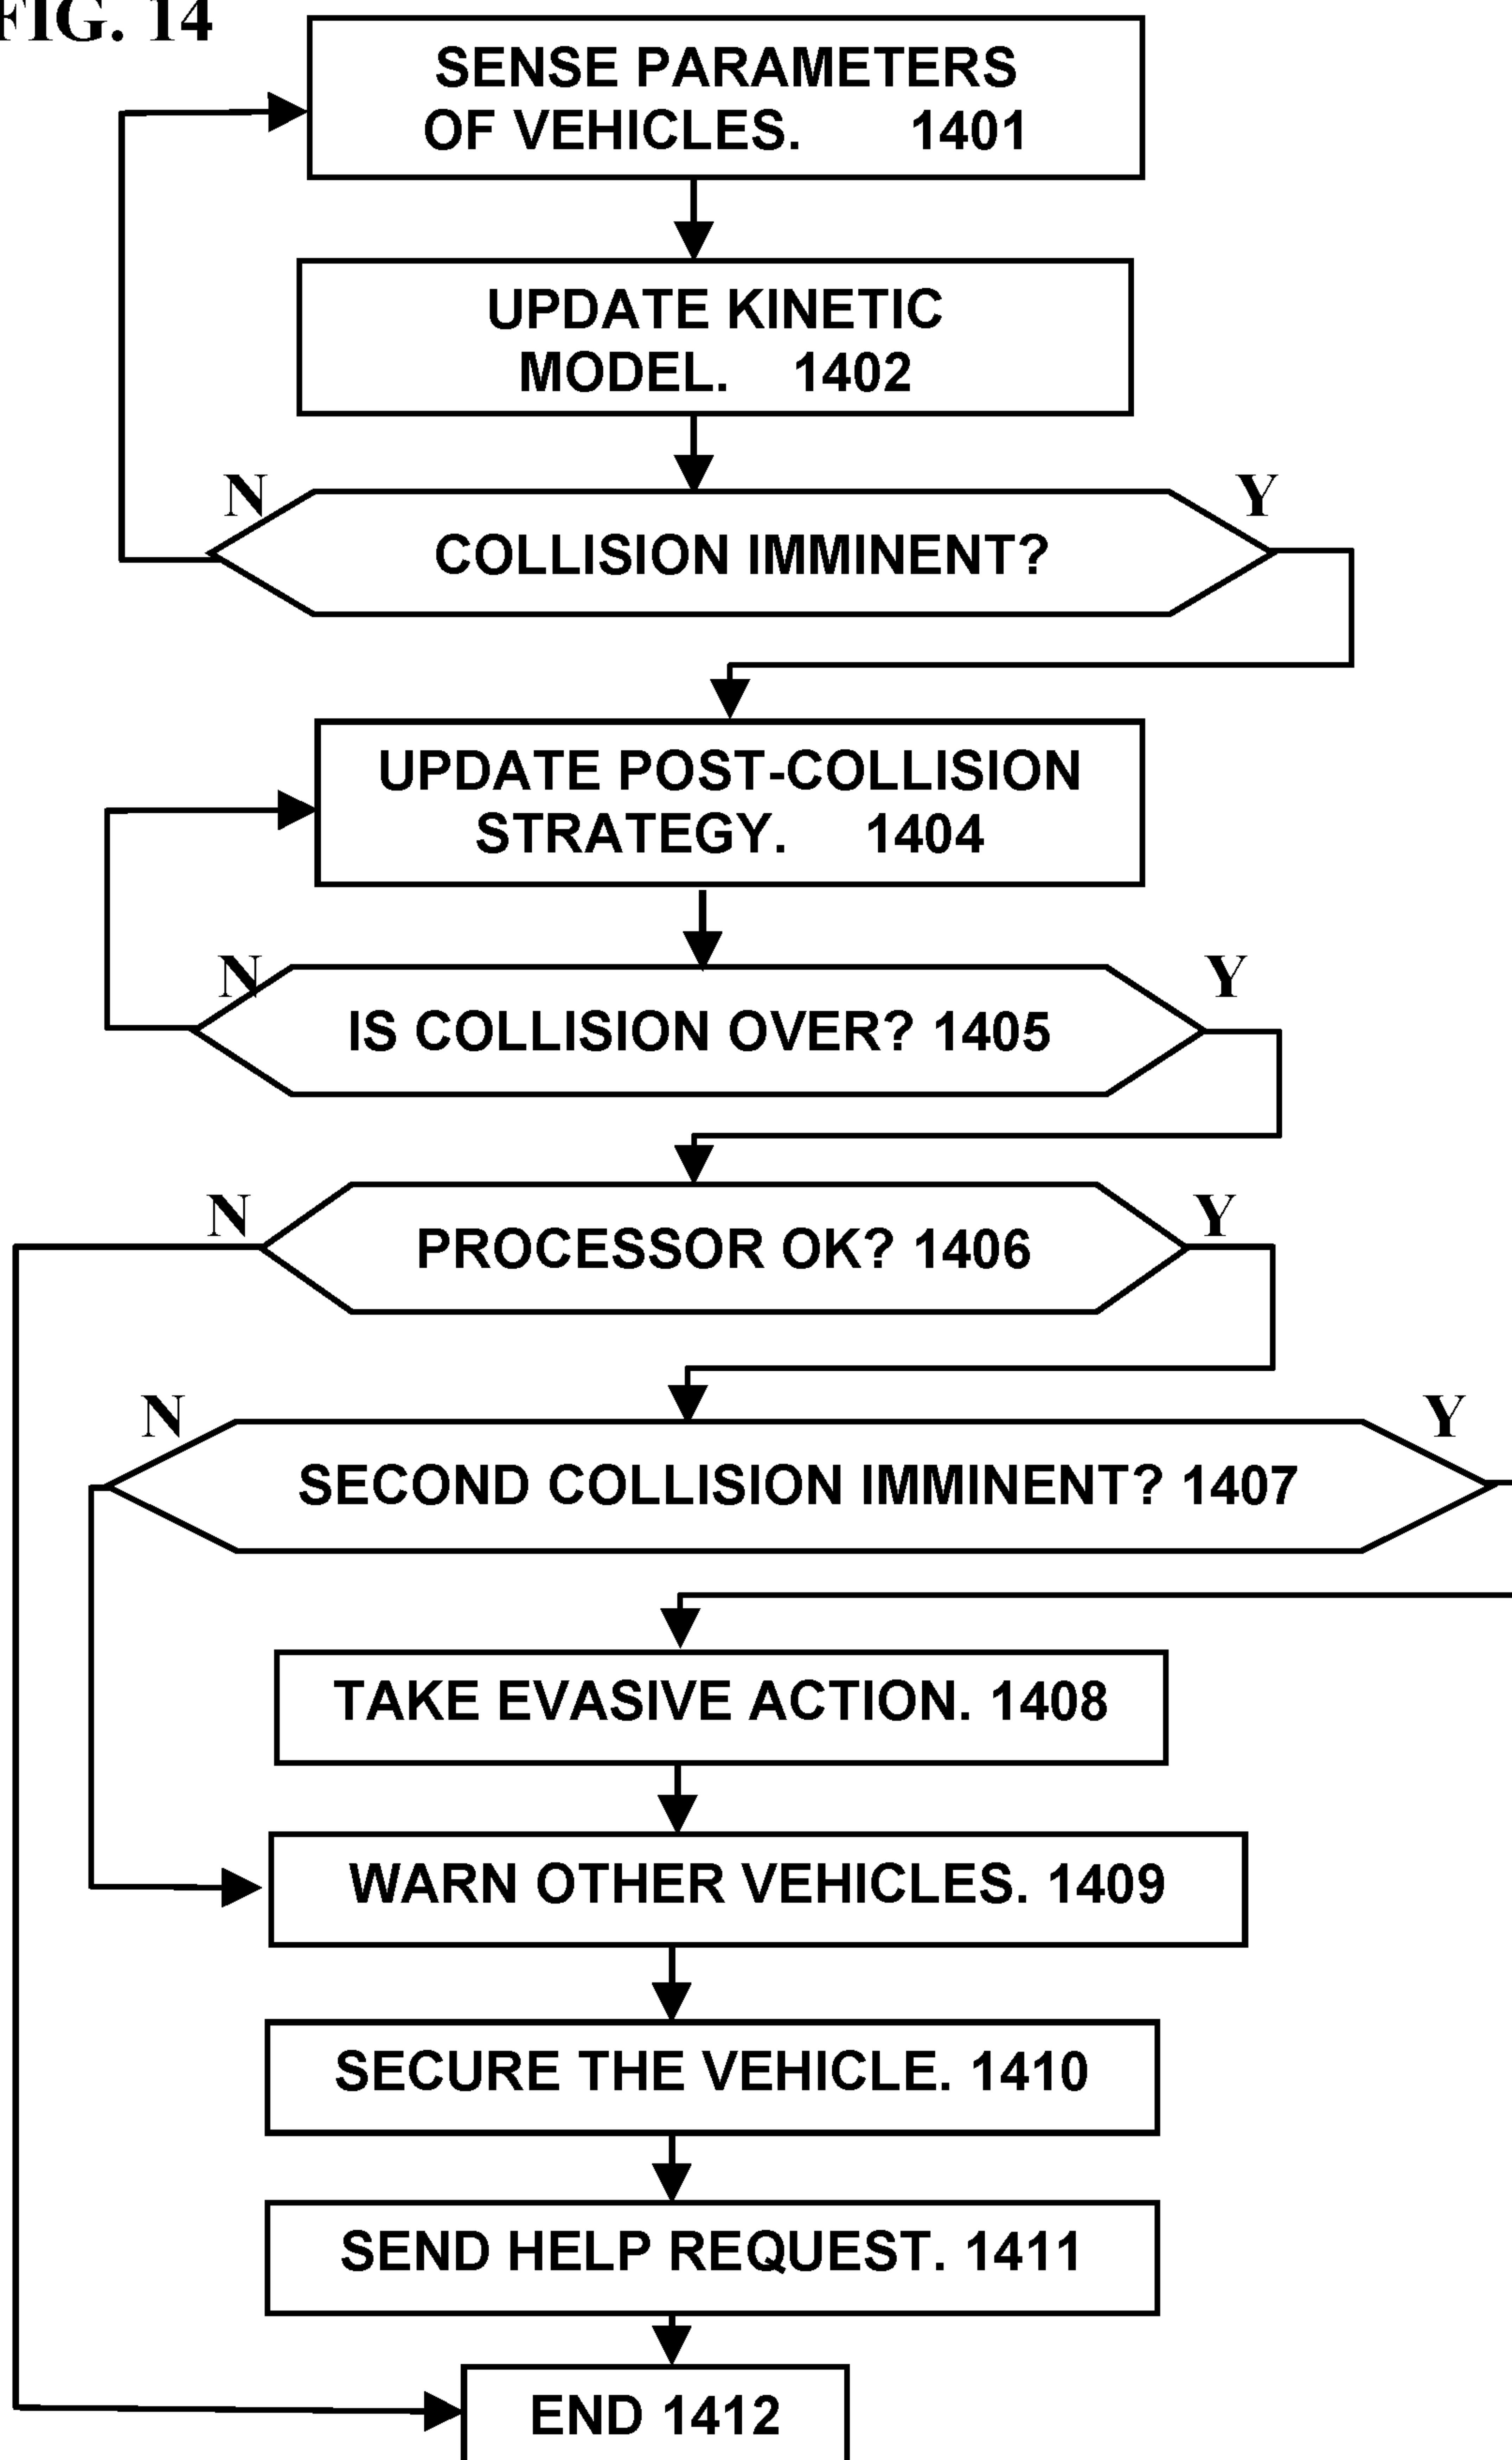 FIG. 14
SENSE PARAMETERS
OF VEHICLES. 1401
UPDATE KINETIC
MODEL. 1402
N
Y
COLLISION IMMINENT?
UPDATE POST-COLLISION
STRATEGY. 1404
N
Y
IS COLLISION OVER? 1405
N
Y
PROCESSOR OK? 1406
N
Y
SECOND COLLISION IMMINENT? 1407
TAKE EVASIVE ACTION. 1408
WARN OTHER VEHICLES. 1409
SECURE THE VEHICLE. 1410
SEND HELP REQUEST. 1411
END 1412